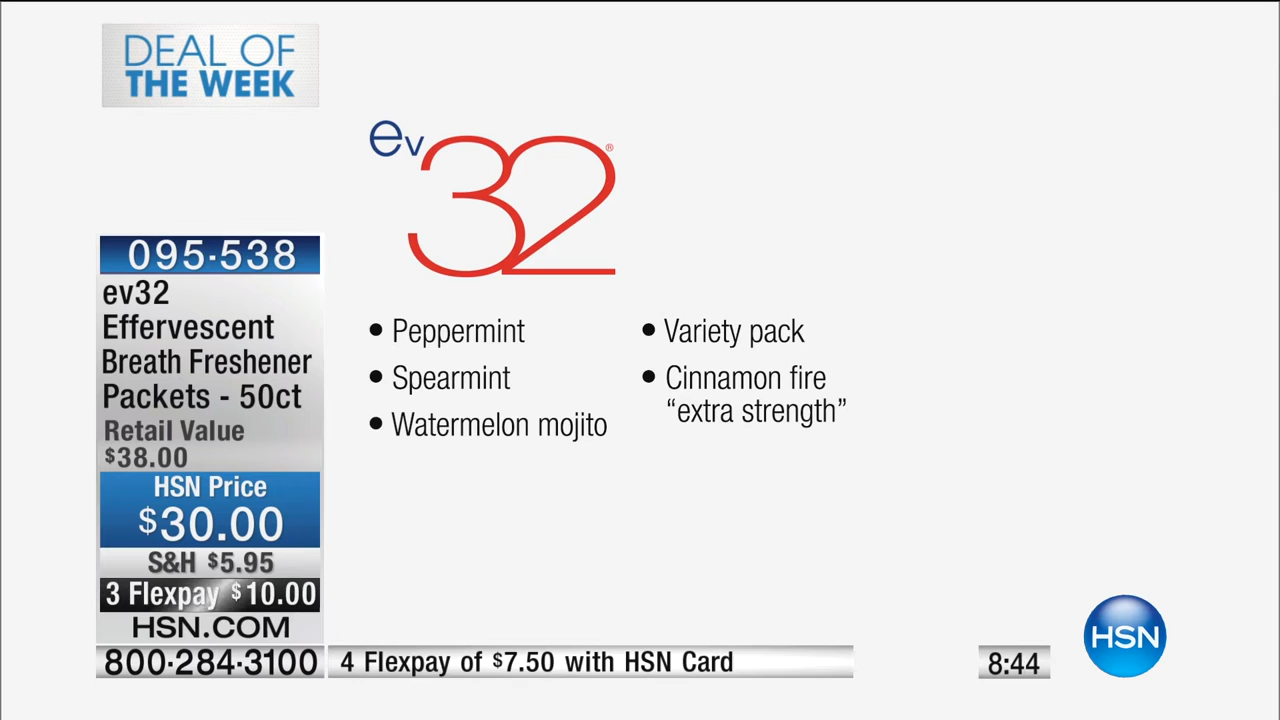 DEAL OF
THE WEEK
ev32®
095·538
ev32
Effervescent
Breath Freshener
Packets - 50ct
Retail Value
$38.00
HSN Price
$30.00
S&H $5.95
3 Flexpay $10.00
HSN.COM
800·284·3100
• Peppermint
• Spearmint
• Watermelon mojito
• Variety pack
• Cinnamon fire
“extra strength”
4 Flexpay of $7.50 with HSN Card
8:44
HSN